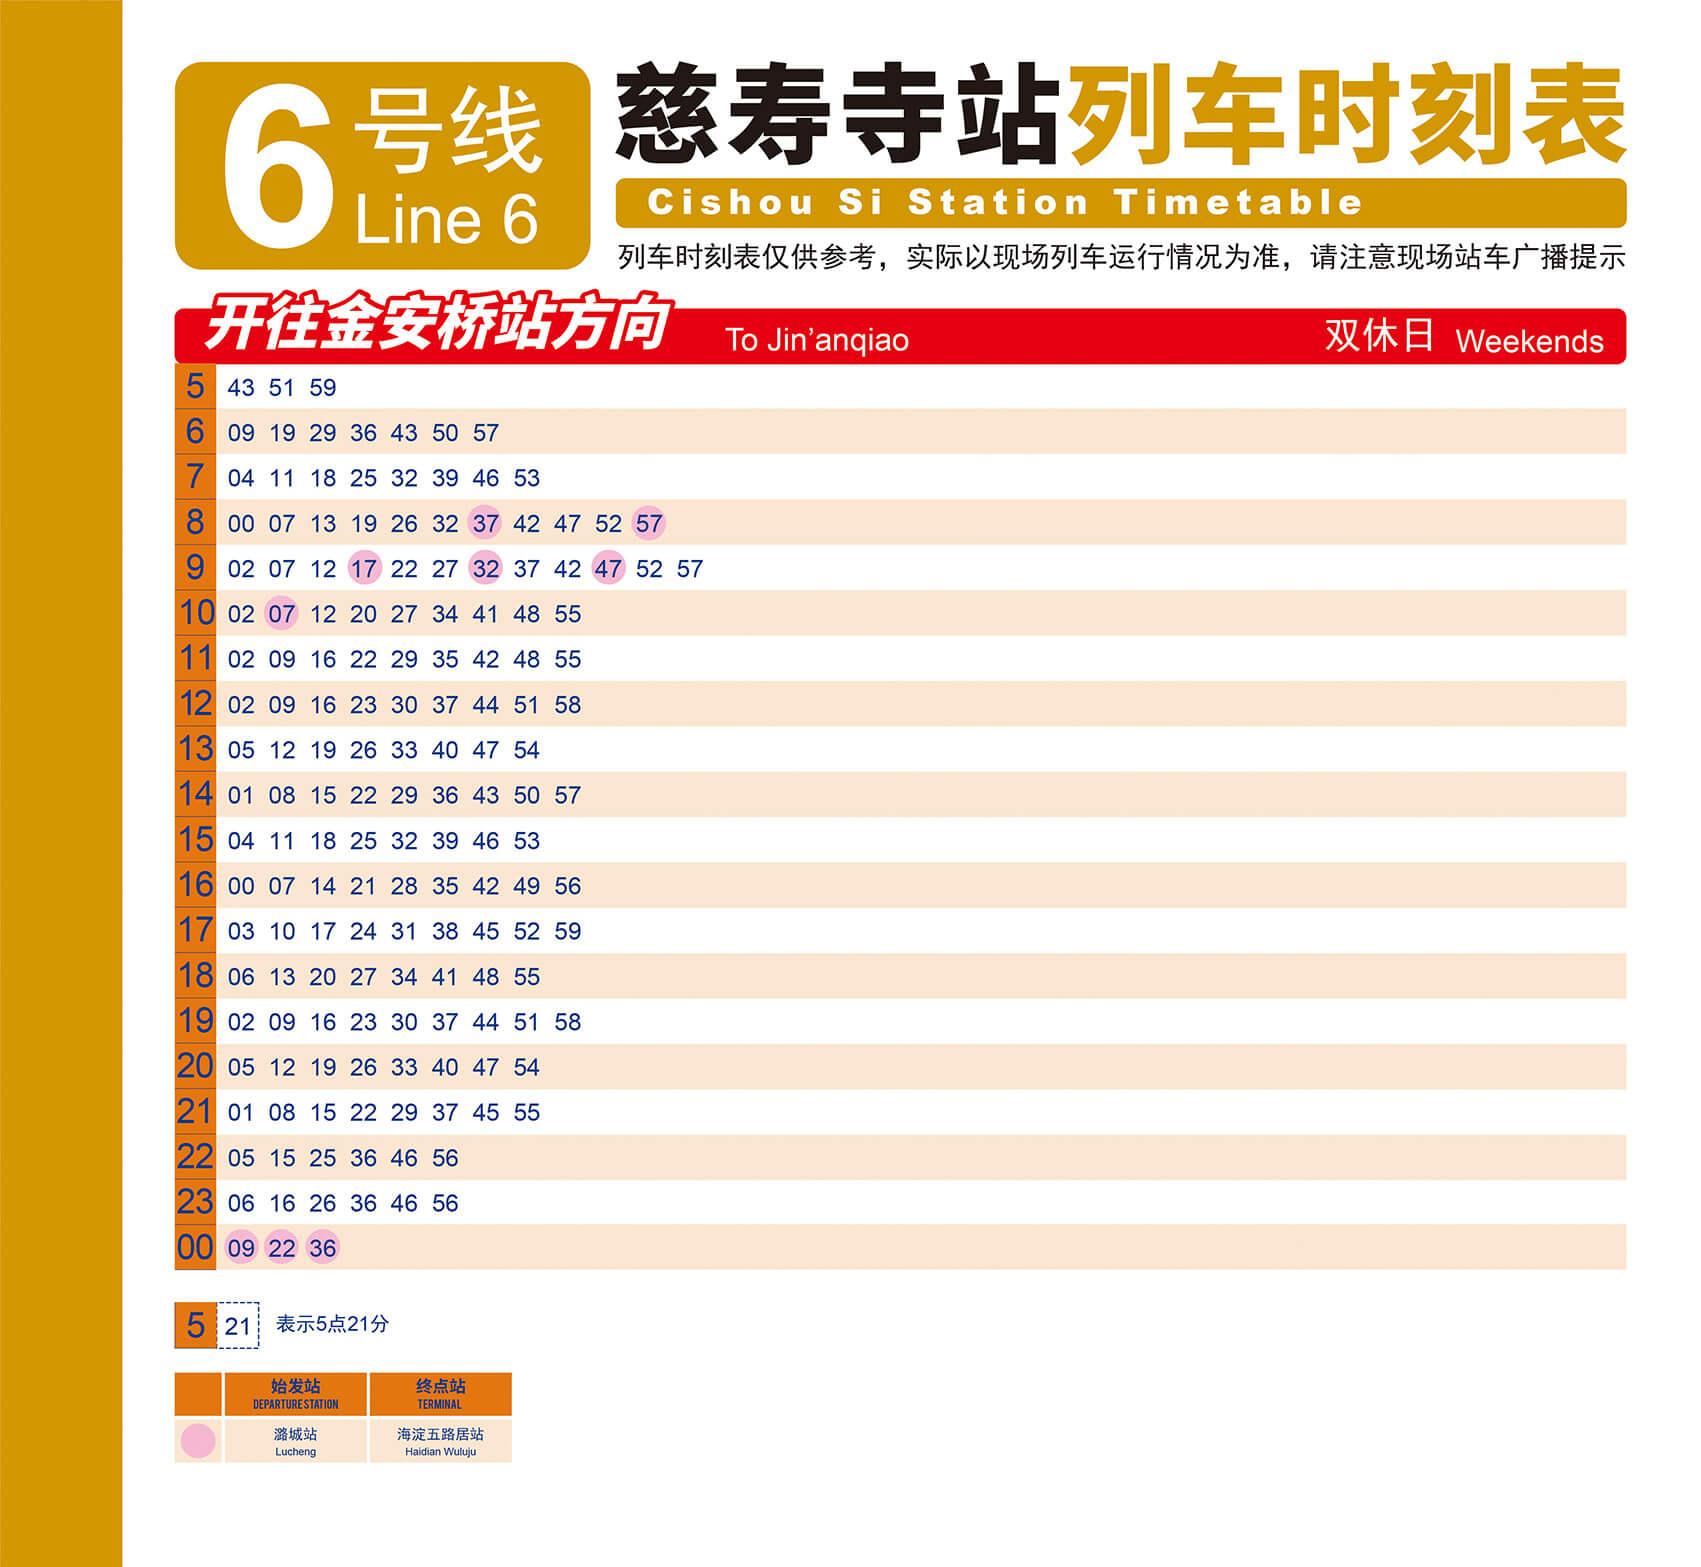 6号线
Line 6
慈寿寺站列车时刻表
Cishou Si Station Timetable
列车时刻表仅供参考，实际以现场列车运行情况为准，请注意现场站车广播提示
开往金安桥站方向 To Jin’anqiao 双休日 Weekends
5 43 51 59
6 09 19 29 36 43 50 57
7 04 11 18 25 32 39 46 53
8 00 07 13 19 26 32 37 42 47 52 57
9 02 07 12 17 22 27 32 37 42 47 52 57
10 02 07 12 20 27 34 41 48 55
11 02 09 16 22 29 35 42 48 55
12 02 09 16 23 30 37 44 51 58
13 05 12 19 26 33 40 47 54
14 01 08 15 22 29 36 43 50 57
15 04 11 18 25 32 39 46 53
16 00 07 14 21 28 35 42 49 56
17 03 10 17 24 31 38 45 52 59
18 06 13 20 27 34 41 48 55
19 02 09 16 23 30 37 44 51 58
20 05 12 19 26 33 40 47 54
21 01 08 15 22 29 37 45 55
22 05 15 25 36 46 56
23 06 16 26 36 46 56
00 09 22 36
5 21 表示5点21分
始发站 终点站
DEPARTURE STATION TERMINAL
潞城站 海淀五路居站
Lucheng Haidian Wuluju